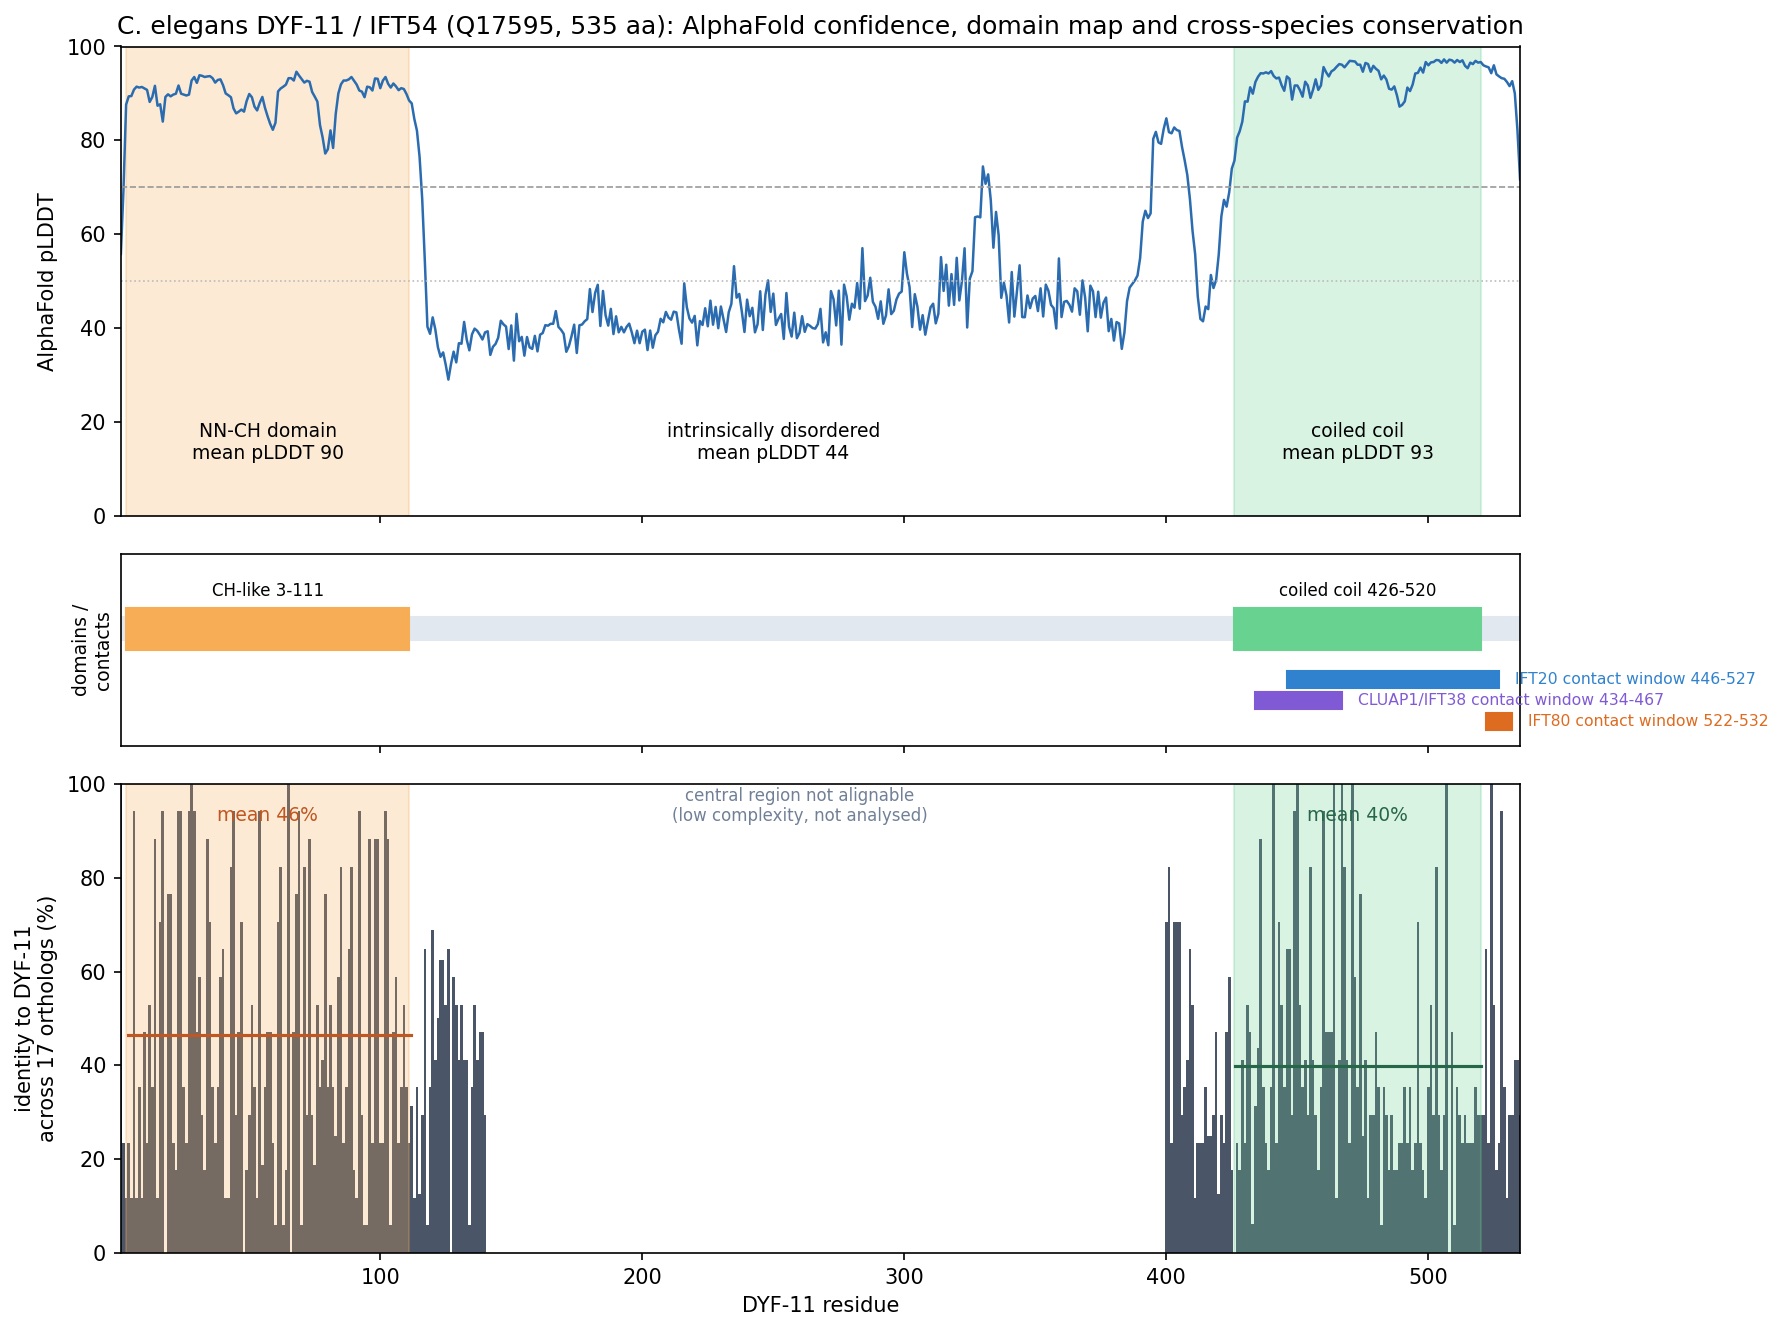 C. elegans DYF-11 / IFT54 (Q17595, 535 aa): AlphaFold confidence, domain map and cross-species conservation
100
80
60
40
20
0
AlphaFold pLDDT
NN-CH domain
mean pLDDT 90
intrinsically disordered
mean pLDDT 44
coiled coil
mean pLDDT 93
domains /
contacts
CH-like 3-111
coiled coil 426-520
IFT20 contact window 446-527
CLUAP1/IFT38 contact window 434-467
IFT80 contact window 522-532
100
80
60
40
20
0
identity to DYF-11
across 17 orthologs (%)
mean 46%
central region not alignable
(low complexity, not analysed)
mean 40%
100
200
300
400
500
DYF-11 residue